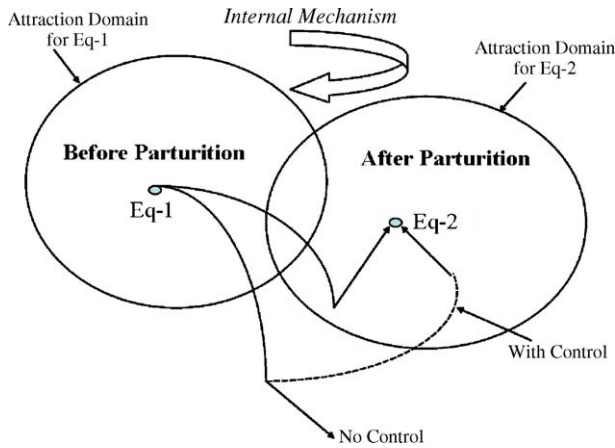 Internal Mechanism
Attraction Domain
for Eq-1
Attraction Domain
for Eq-2
Before Parturition
After Parturition
Eq-1
Eq-2
With Control
No Control